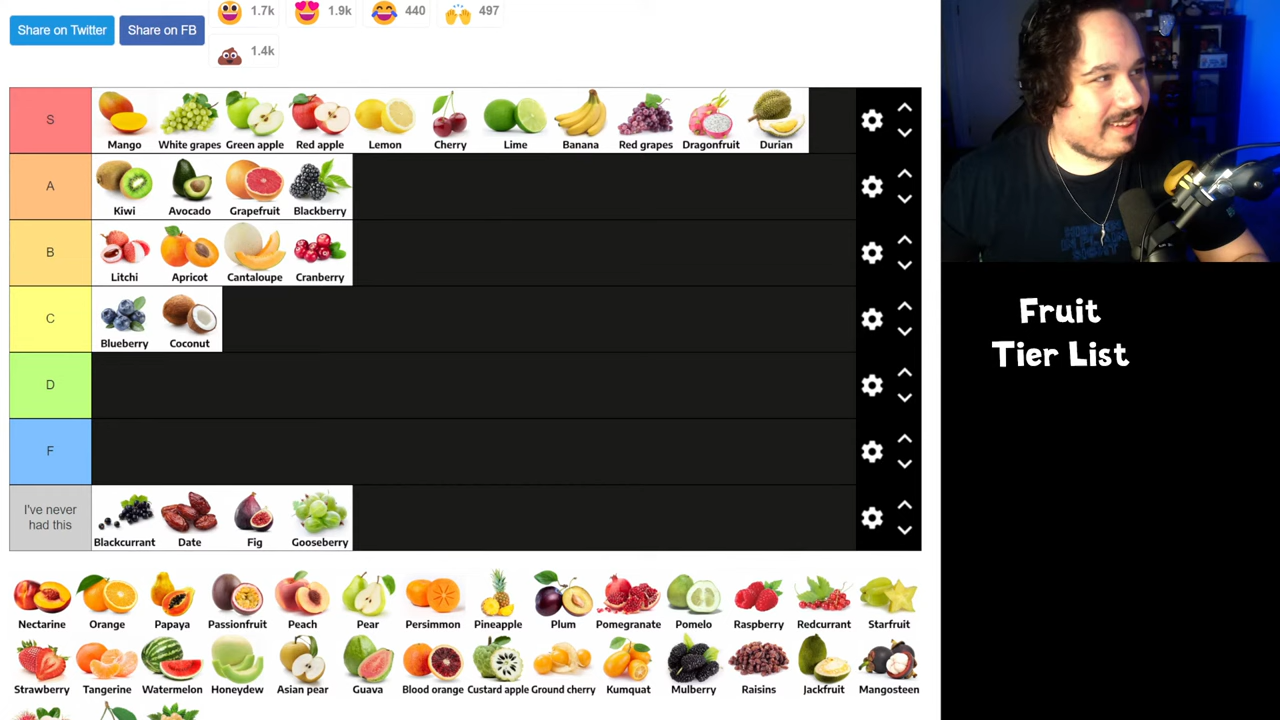 Share on Twitter Share on FB 1.7k 1.9k 440 497
1.4k
S
Mango White grapes Green apple Red apple Lemon Cherry Lime Banana Red grapes Dragonfruit Durian
A
Kiwi Avocado Grapefruit Blackberry
B
Litchi Apricot Cantaloupe Cranberry
C
Blueberry Coconut
D
F
I've never
had this
Blackcurrant Date Fig Gooseberry
Nectarine Orange Papaya Passionfruit Peach Pear Persimmon Pineapple Plum Pomegranate Pomelo Raspberry Redcurrant Starfruit
Strawberry Tangerine Watermelon Honeydew Asian pear Guava Blood orange Custard apple Ground cherry Kumquat Mulberry Raisins Jackfruit Mangosteen
Fruit
Tier List